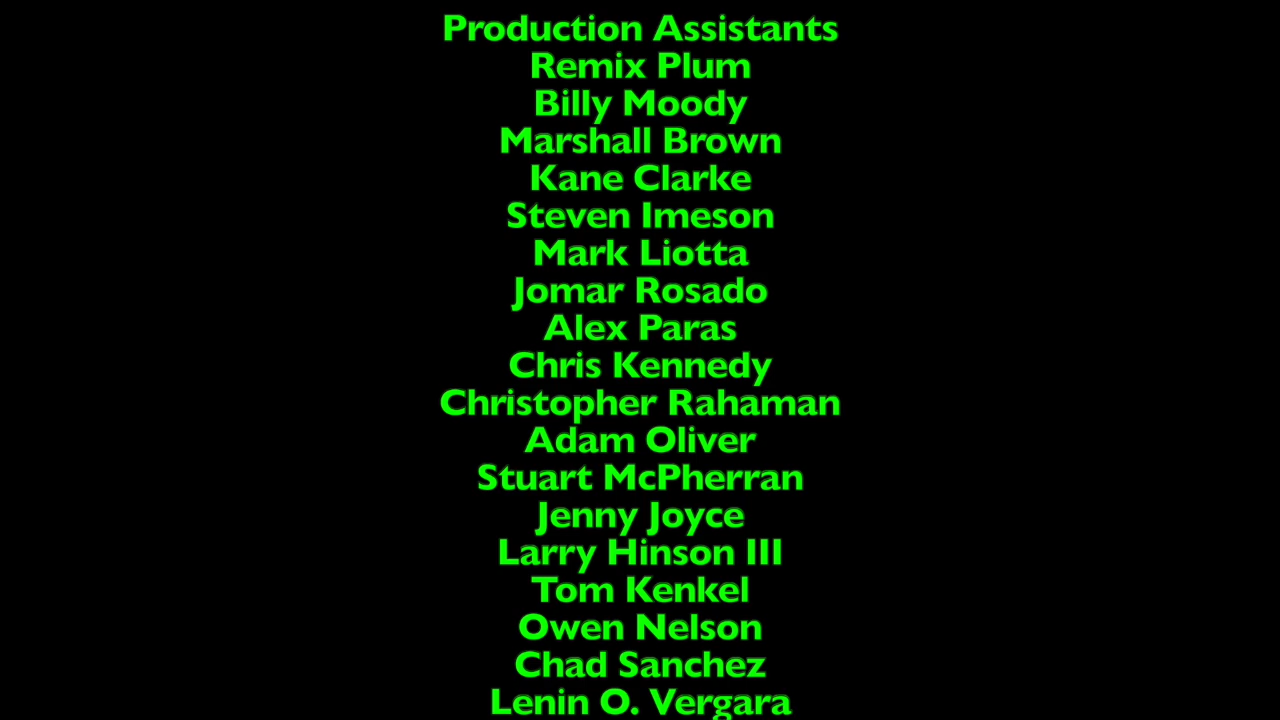 Production Assistants
Remix Plum
Billy Moody
Marshall Brown
Kane Clarke
Steven Imeson
Mark Liotta
Jomar Rosado
Alex Paras
Chris Kennedy
Christopher Rahaman
Adam Oliver
Stuart McPherran
Jenny Joyce
Larry Hinson III
Tom Kenkel
Owen Nelson
Chad Sanchez
Lenin O. Vergara